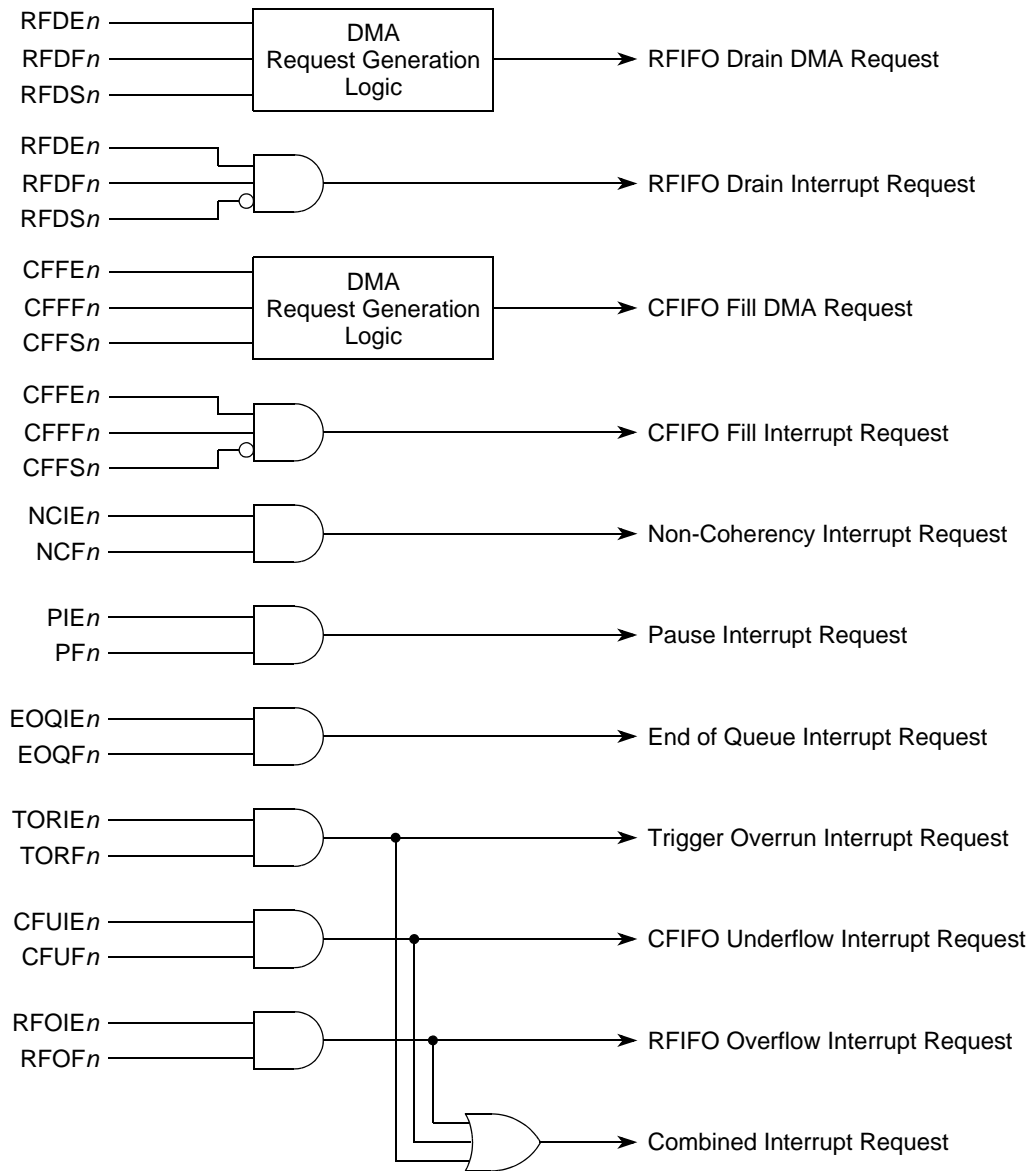 RFDEn
RFDFn
RFDSn
DMA
Request Generation
Logic
RFIFO Drain DMA Request
RFDEn
RFDFn
RFDSn
RFIFO Drain Interrupt Request
CFFEn
CFFFn
CFFSn
DMA
Request Generation
Logic
CFIFO Fill DMA Request
CFFEn
CFFFn
CFFSn
CFIFO Fill Interrupt Request
NCIEn
NCFn
Non-Coherency Interrupt Request
PIEn
PFn
Pause Interrupt Request
EOQIEn
EOQFn
End of Queue Interrupt Request
TORIEn
TORFn
Trigger Overrun Interrupt Request
CFUIEn
CFUFn
CFIFO Underflow Interrupt Request
RFOIEn
RFOFn
RFIFO Overflow Interrupt Request
Combined Interrupt Request